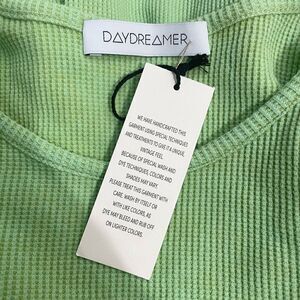 DAYDREAMER
WE HAVE HANDCRAFTED THIS
GARMENT USING SPECIAL TECHNIQUES
AND TREATMENTS TO GIVE IT A UNIQUE,
VINTAGE FEEL.
BECAUSE OF SPECIAL WASH AND
DYE TECHNIQUES, COLORS AND
SHADES MAY VARY.
PLEASE TREAT THIS GARMENT WITH
CARE. WASH BY ITSELF OR
WITH LIKE COLORS, AS
DYE MAY BLEED AND RUB OFF
ON LIGHTER COLORS.